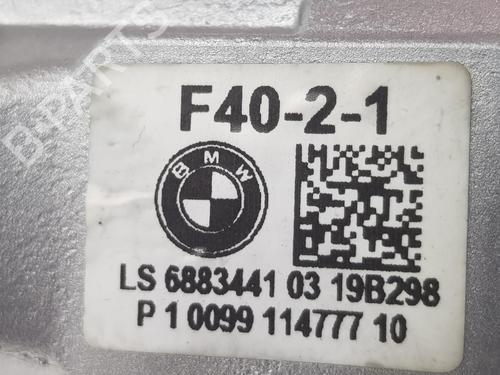 B-PARTS
F40-2-1
BMW
LS 6883441 03 19B298
P 1 0099 114777 10